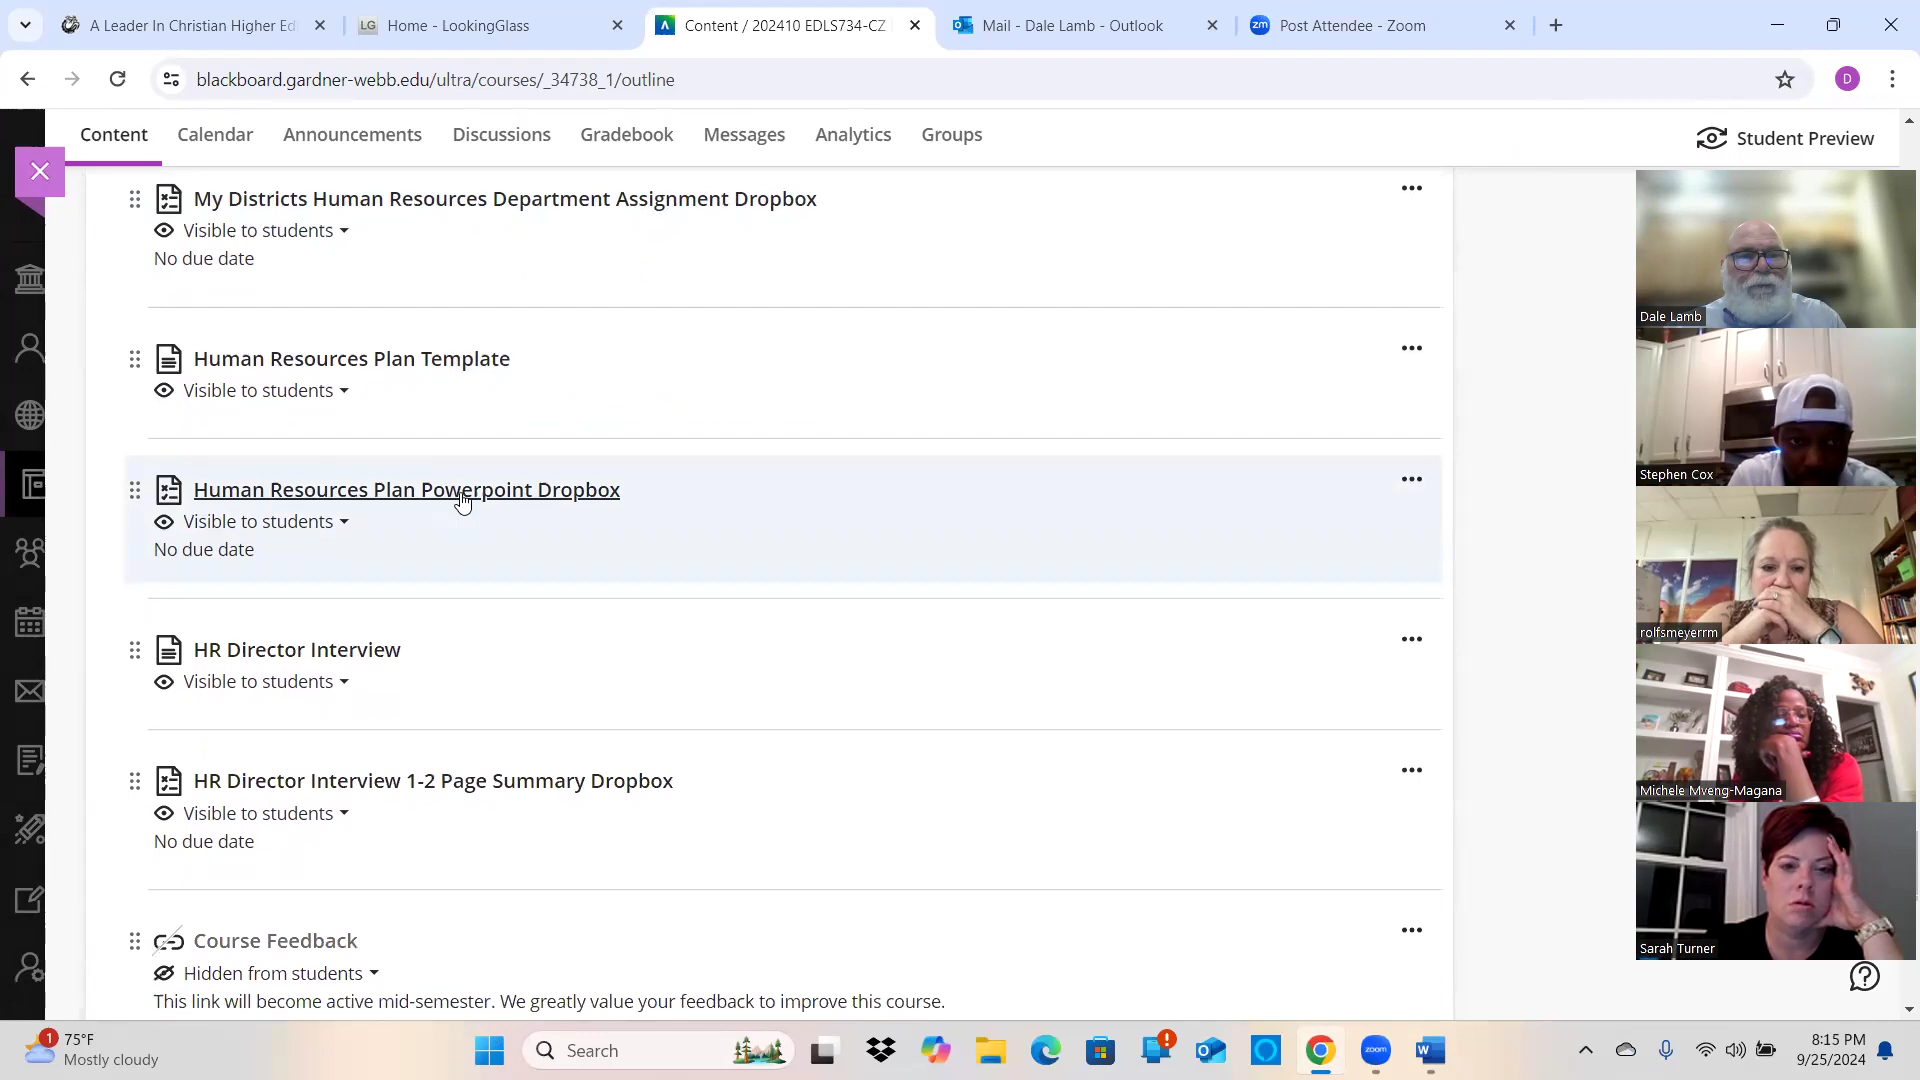 A Leader In Christian Higher Ed
LG Home - LookingGlass
Content / 202410 EDLS734-CZ
Mail - Dale Lamb - Outlook
zm Post Attendee - Zoom
blackboard.gardner-webb.edu/ultra/courses/_34738_1/outline
D
Content Calendar Announcements Discussions Gradebook Messages Analytics Groups
Student Preview
My Districts Human Resources Department Assignment Dropbox
Visible to students
No due date
Human Resources Plan Template
Visible to students
Human Resources Plan Powerpoint Dropbox
Visible to students
No due date
HR Director Interview
Visible to students
HR Director Interview 1-2 Page Summary Dropbox
Visible to students
No due date
Course Feedback
Hidden from students
This link will become active mid-semester. We greatly value your feedback to improve this course.
Dale Lamb
Stephen Cox
rolfsmeyerrm
Michele Mveng-Magana
Sarah Turner
1
75°F
Mostly cloudy
Search
zoom
W
8:15 PM
9/25/2024